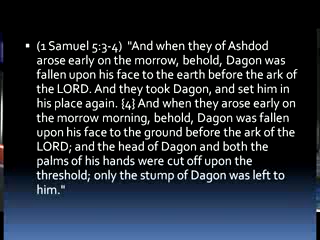 (1 Samuel 5:3-4)  "And when they of Ashdod
arose early on the morrow, behold, Dagon was
fallen upon his face to the earth before the ark of
the LORD. And they took Dagon, and set him in
his place again. {4} And when they arose early on
the morrow morning, behold, Dagon was fallen
upon his face to the ground before the ark of the
LORD; and the head of Dagon and both the
palms of his hands were cut off upon the
threshold; only the stump of Dagon was left to
him."